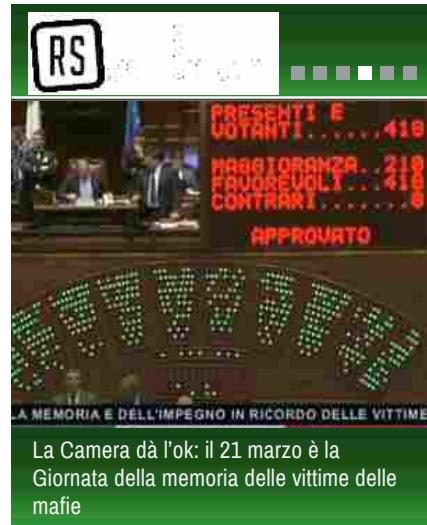 RS
PRESENTI E
VOTANTI......418
MAGGIORANZA..210
FAVOREVOLI...418
CONTRARI.......0
APPROVATO
LA MEMORIA E DELL'IMPEGNO IN RICORDO DELLE VITTIME
La Camera dà l'ok: il 21 marzo è la
Giornata della memoria delle vittime delle
mafie